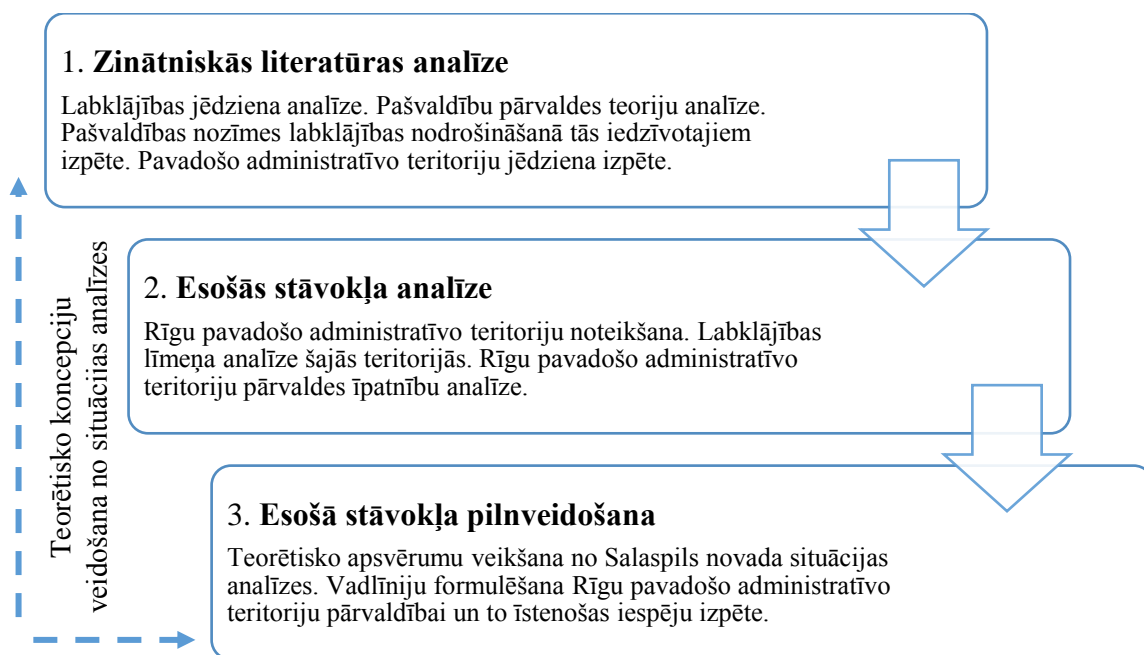 1. Zinātniskās literatūras analīze
Labklājības jēdziena analīze. Pašvaldību pārvaldes teoriju analīze.
Pašvaldības nozīmes labklājības nodrošināšanā tās iedzīvotajiem
izpēte. Pavadošo administratīvo teritoriju jēdziena izpēte.
Teorētisko koncepciju
veidošana no situācijas analīzes
2. Esošās stāvokļa analīze
Rīgu pavadošo administratīvo teritoriju noteikšana. Labklājības
līmeņa analīze šajās teritorijās. Rīgu pavadošo administratīvo
teritoriju pārvaldes īpatnību analīze.
3. Esošā stāvokļa pilnveidošana
Teorētisko apsvērumu veikšana no Salaspils novada situācijas
analīzes. Vadlīniju formulēšana Rīgu pavadošo administratīvo
teritoriju pārvaldībai un to īstenošas iespēju izpēte.